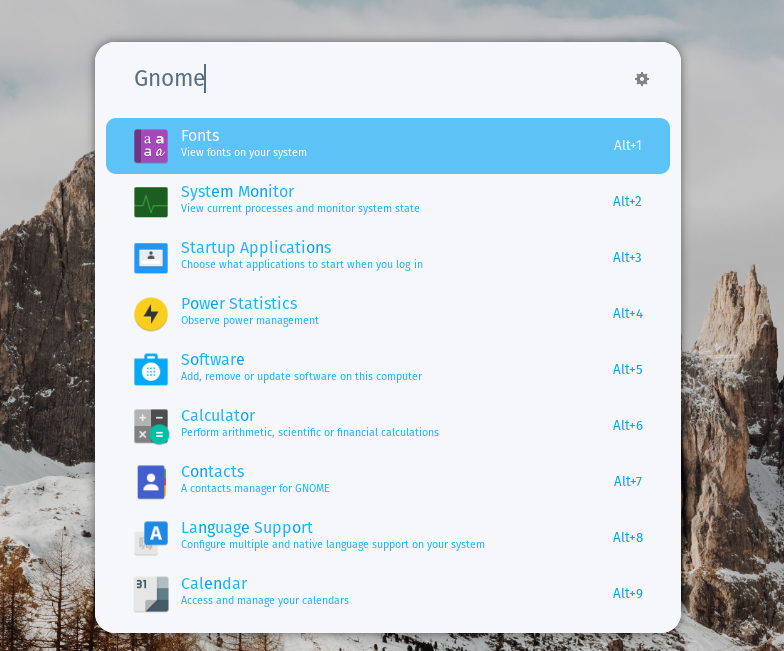 Gnome
Fonts
View fonts on your system
Alt+1
System Monitor
View current processes and monitor system state
Alt+2
Startup Applications
Choose what applications to start when you log in
Alt+3
Power Statistics
Observe power management
Alt+4
Software
Add, remove or update software on this computer
Alt+5
Calculator
Perform arithmetic, scientific or financial calculations
Alt+6
Contacts
A contacts manager for GNOME
Alt+7
A
Language Support
Configure multiple and native language support on your system
Alt+8
31
Calendar
Access and manage your calendars
Alt+9